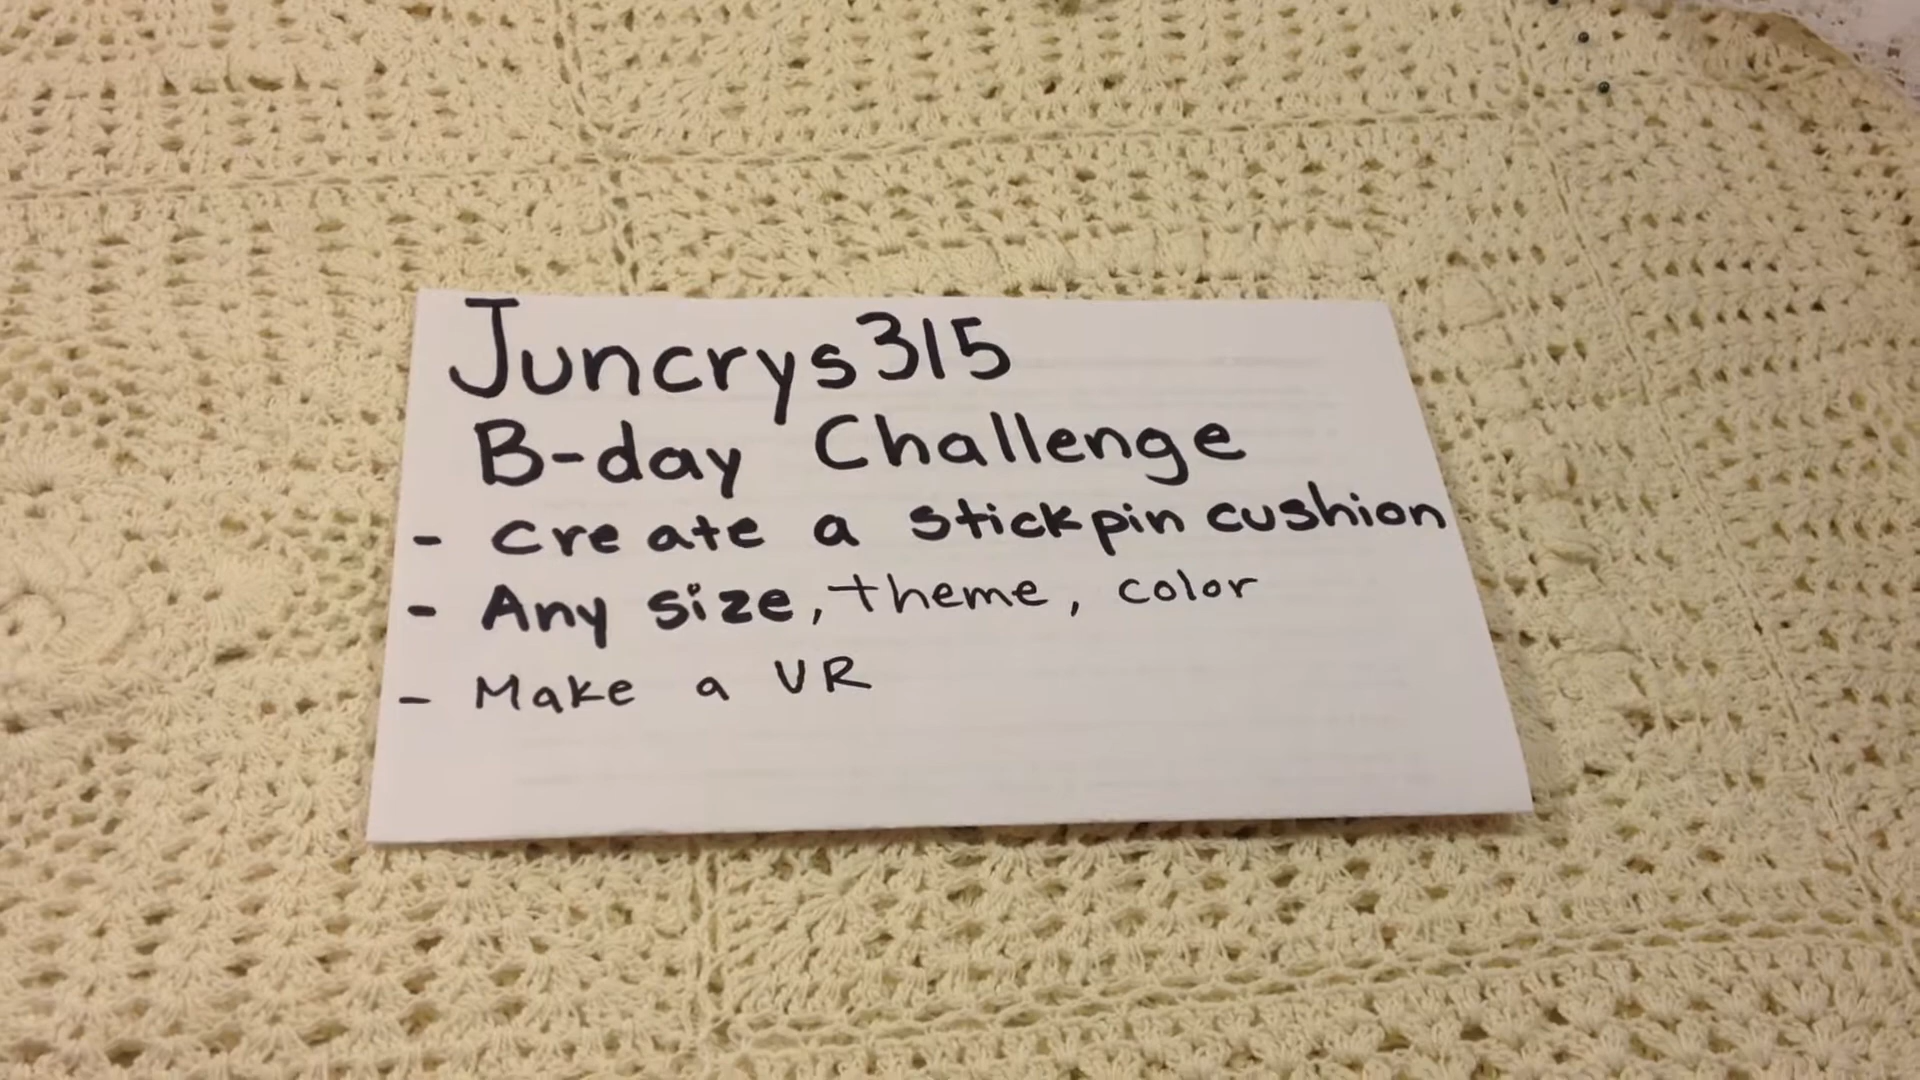 Juncrys315
B-day Challenge
- create a stickpin cushion
- Any size, theme, color
- Make a VR